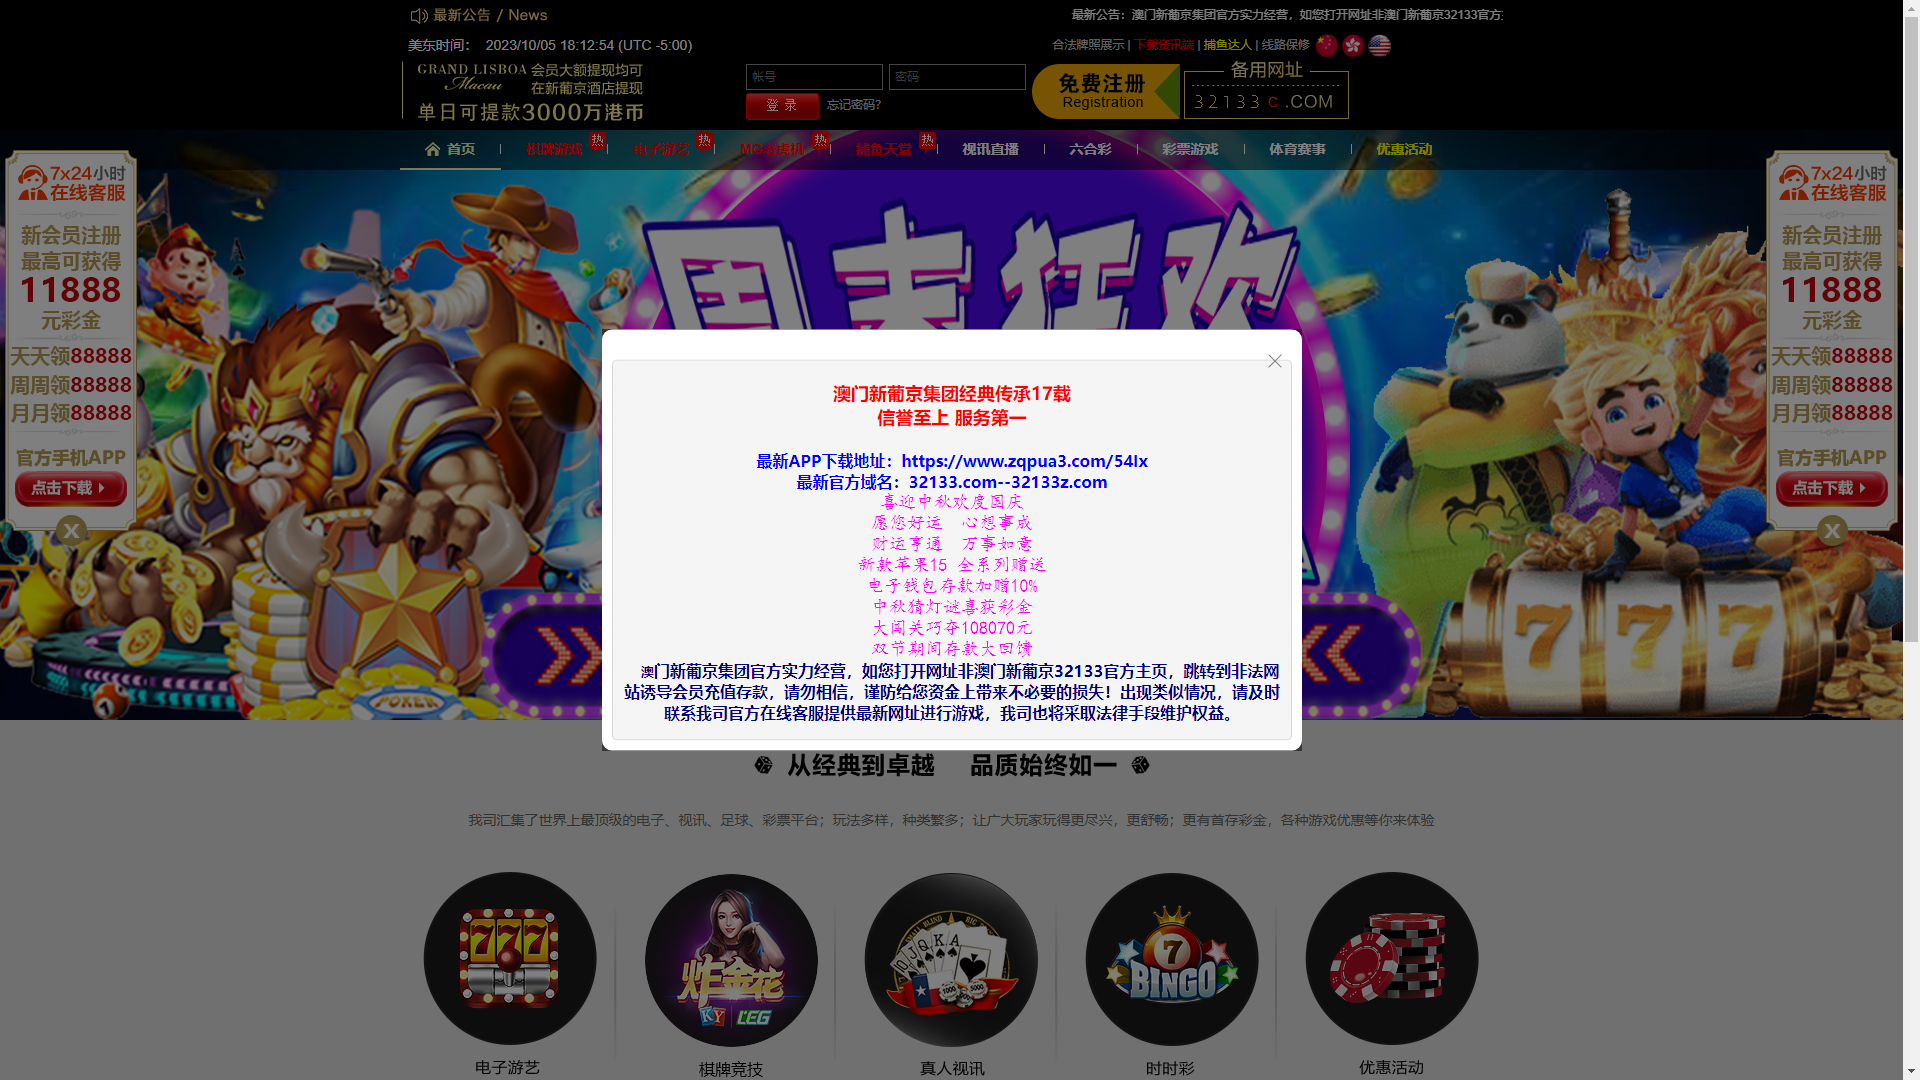 最新公告 / News
最新公告：澳门新葡京集团官方实力经营，如您打开网址非澳门新葡京32133官方主
美东时间： 2023/10/05 18:12:54 (UTC -5:00)
合法牌照展示 | 下载资讯端 | 捕鱼达人 | 线路保修
GRAND LISBOA
Macau
会员大额提现均可
在新葡京酒店提现
单日可提款3000万港币
帐号
密码
登 录
忘记密码?
免费注册
Registration
备用网址
32133c.COM
首页
棋牌游戏 热
电子游艺 热
MG老虎机 热
捕鱼天堂 热
视讯直播
六合彩
彩票游戏
体育赛事
优惠活动
7x24小时
在线客服
新会员注册
最高可获得
11888
元彩金
天天领88888
周周领88888
月月领88888
官方手机APP
点击下载
X
周末狂欢
7x24小时
在线客服
新会员注册
最高可获得
11888
元彩金
天天领88888
周周领88888
月月领88888
官方手机APP
点击下载
X
澳门新葡京集团经典传承17载
信誉至上 服务第一
最新APP下载地址：https://www.zqpua3.com/54lx
最新官方域名：32133.com--32133z.com
喜迎中秋欢度国庆
愿您好运 心想事成
财运亨通 万事如意
新款苹果15 全系列赠送
电子钱包存款加赠10%
中秋猜灯谜喜获彩金
大闯关巧夺108070元
双节期间存款大回馈
澳门新葡京集团官方实力经营，如您打开网址非澳门新葡京32133官方主页，跳转到非法网
站诱导会员充值存款，请勿相信，谨防给您资金上带来不必要的损失！出现类似情况，请及时
联系我司官方在线客服提供最新网址进行游戏，我司也将采取法律手段维护权益。
POKER
777
从经典到卓越 品质始终如一
我司汇集了世界上最顶级的电子、视讯、足球、彩票平台；玩法多样，种类繁多；让广大玩家玩得更尽兴，更舒畅；更有首存彩金，各种游戏优惠等你来体验
777
炸金花
KY LEG
10 J Q K A
7
BINGO
电子游艺
棋牌竞技
真人视讯
时时彩
优惠活动